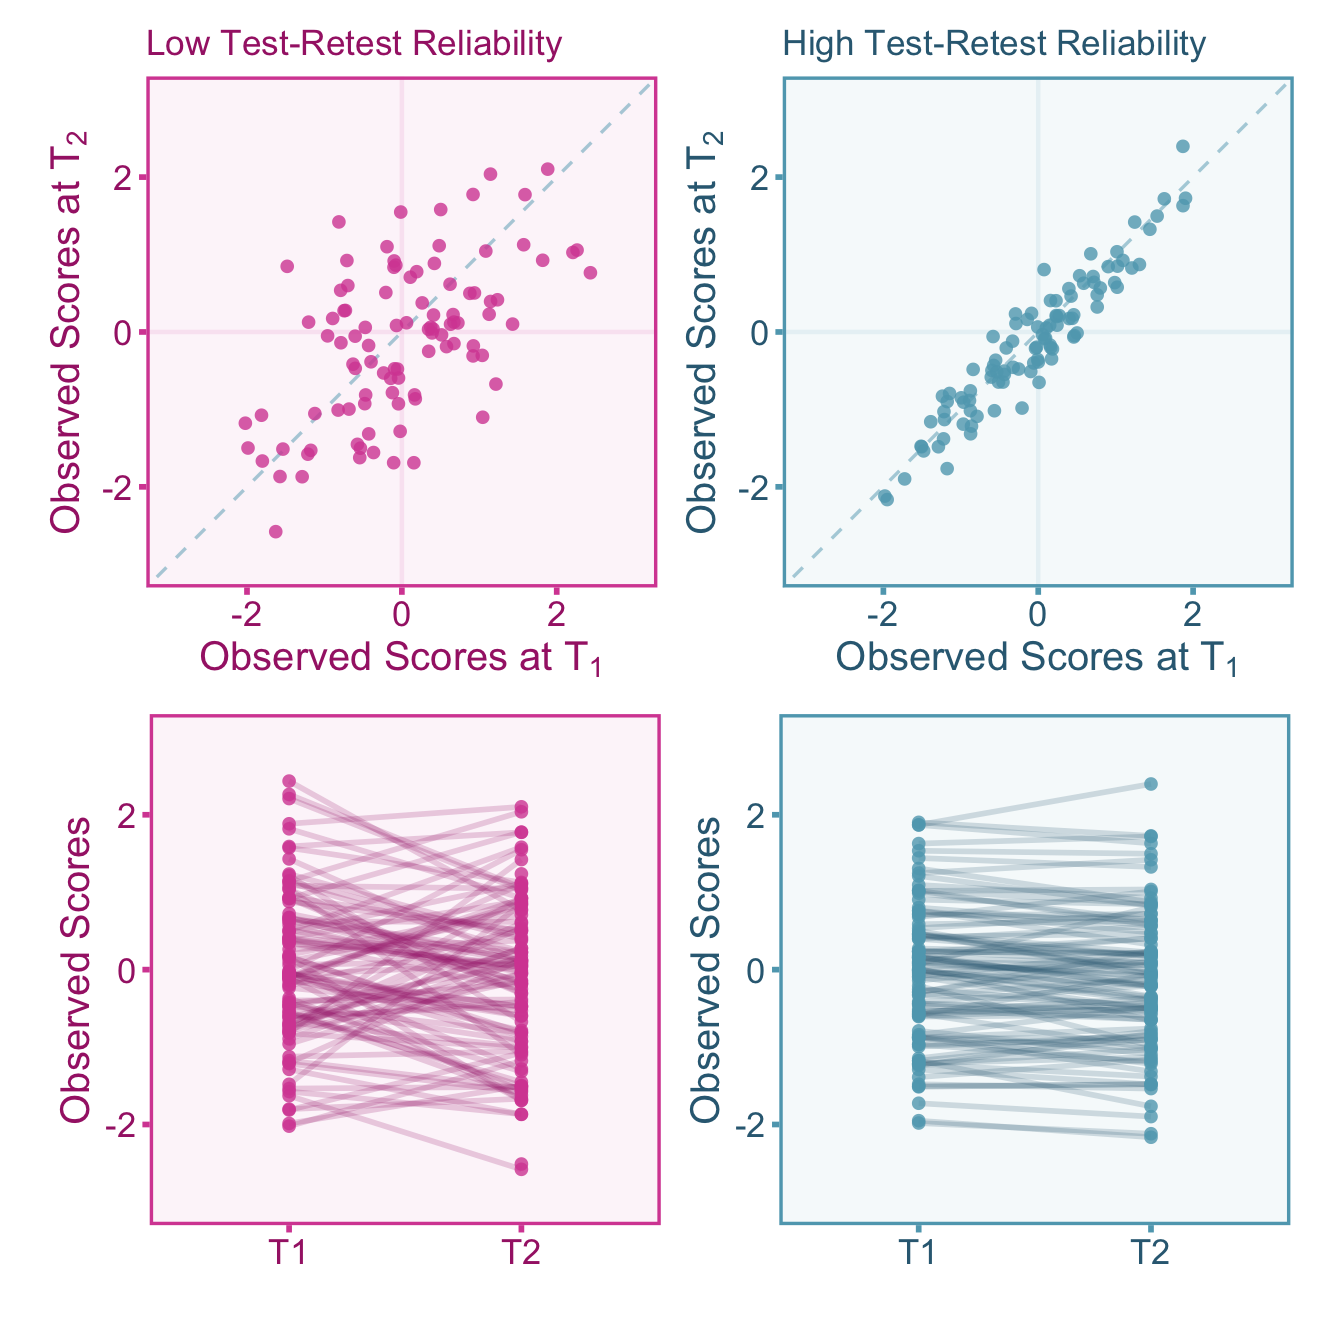 Low Test-Retest Reliability
High Test-Retest Reliability
Observed Scores at T2
2
0
-2
-2
0
2
Observed Scores at T1
Observed Scores at T2
2
0
-2
-2
0
2
Observed Scores at T1
Observed Scores
2
0
-2
T1
T2
Observed Scores
2
0
-2
T1
T2